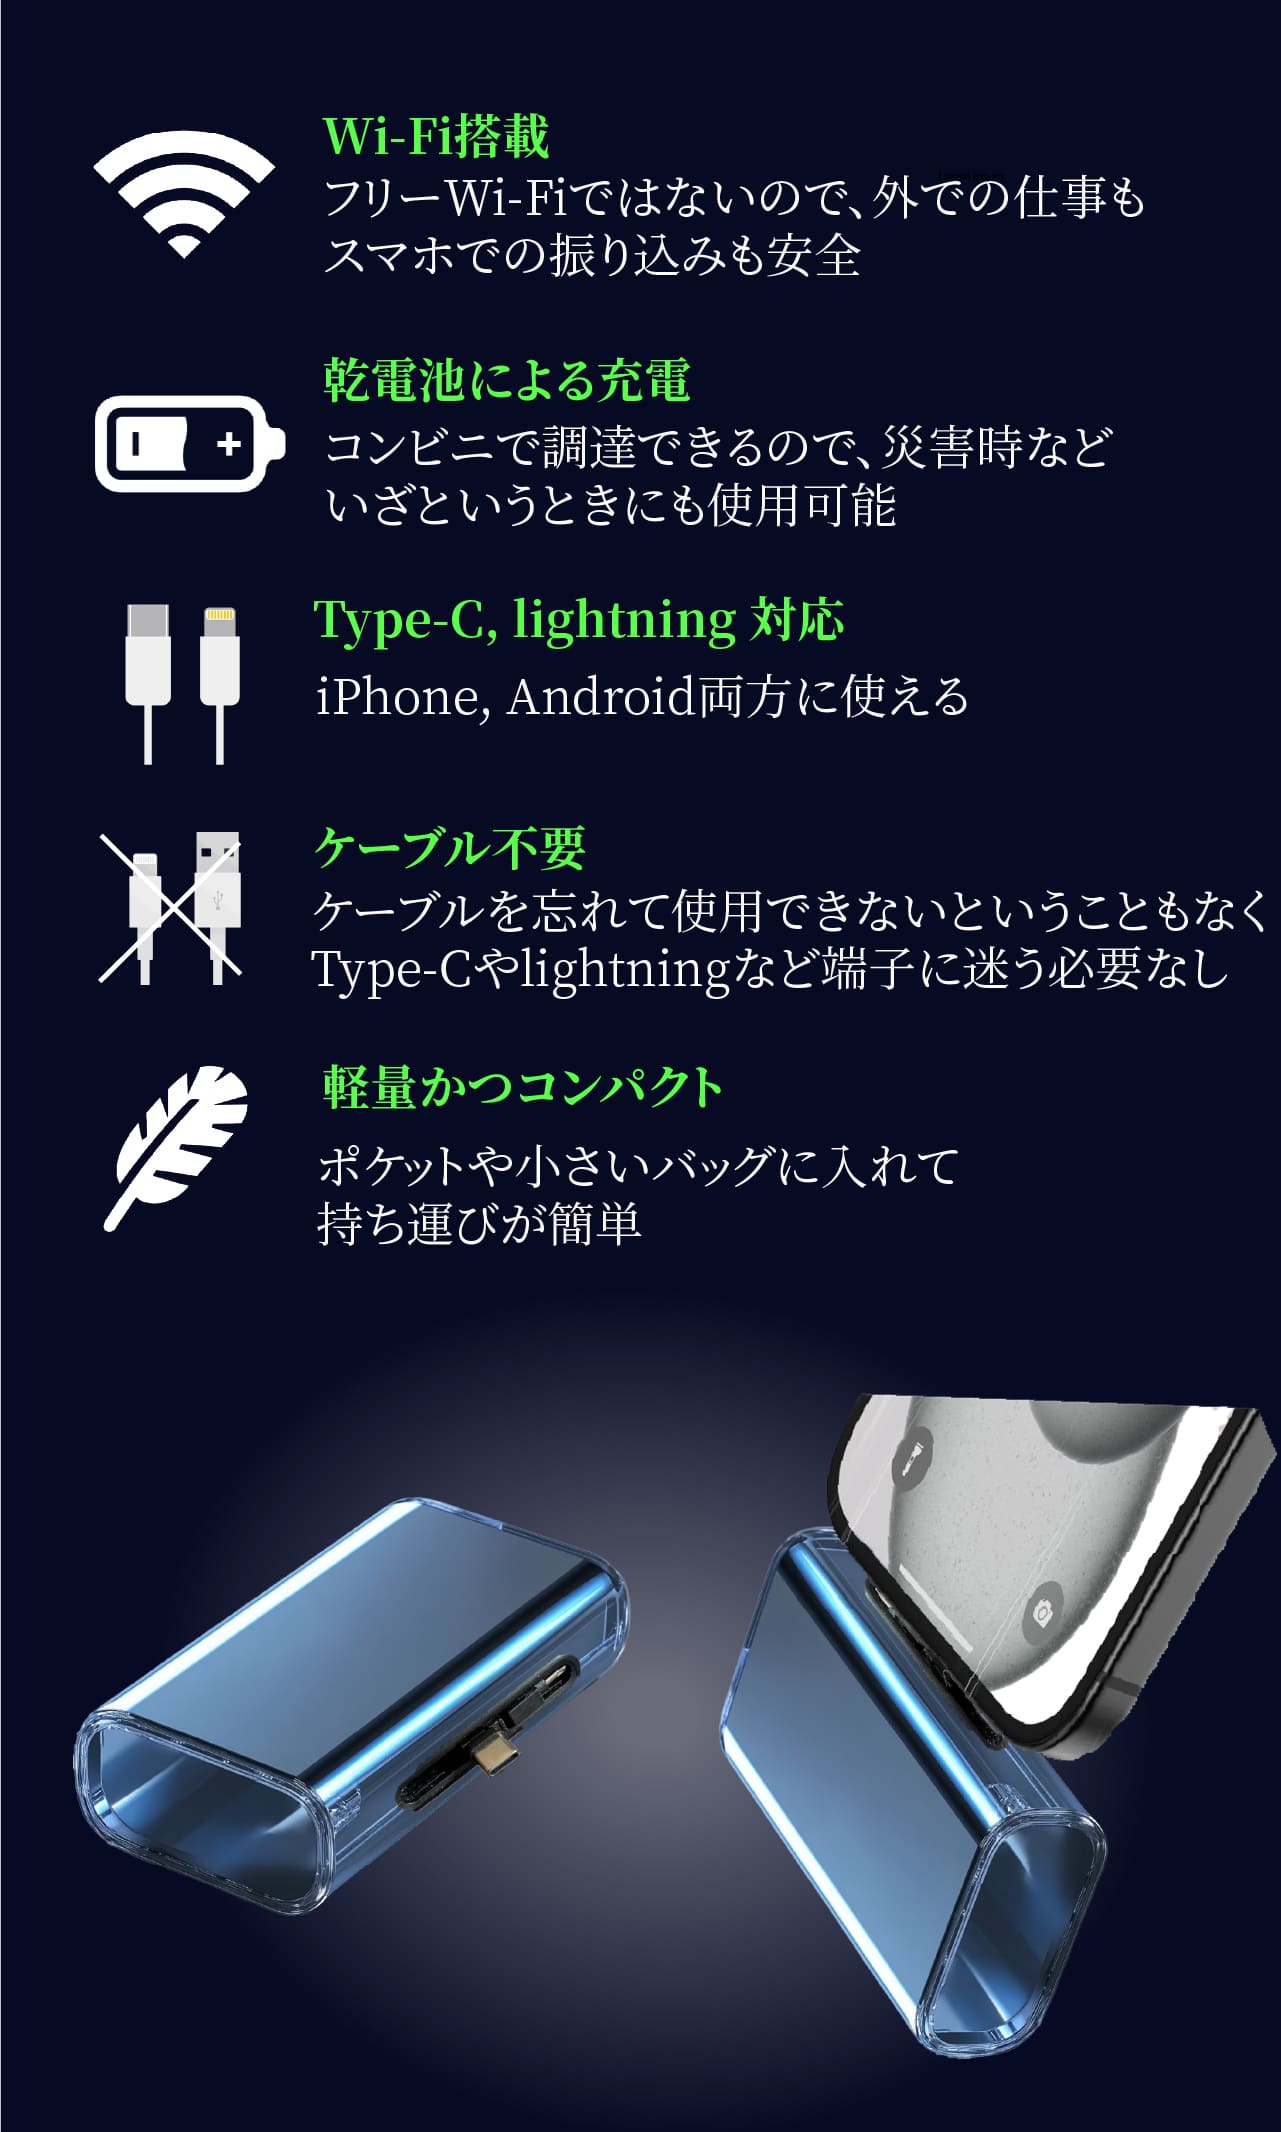 Wi-Fi搭載
フリーWi-Fiではないので、外での仕事も
スマホでの振り込みも安全
乾電池による充電
コンビニで調達できるので、災害時など
いざというときにも使用可能
Type-C, lightning 対応
iPhone, Android両方に使える
ケーブル不要
ケーブルを忘れて使用できないということもなく
Type-Cやlightningなど端子に迷う必要なし
軽量かつコンパクト
ポケットや小さいバッグに入れて
持ち運びが簡単